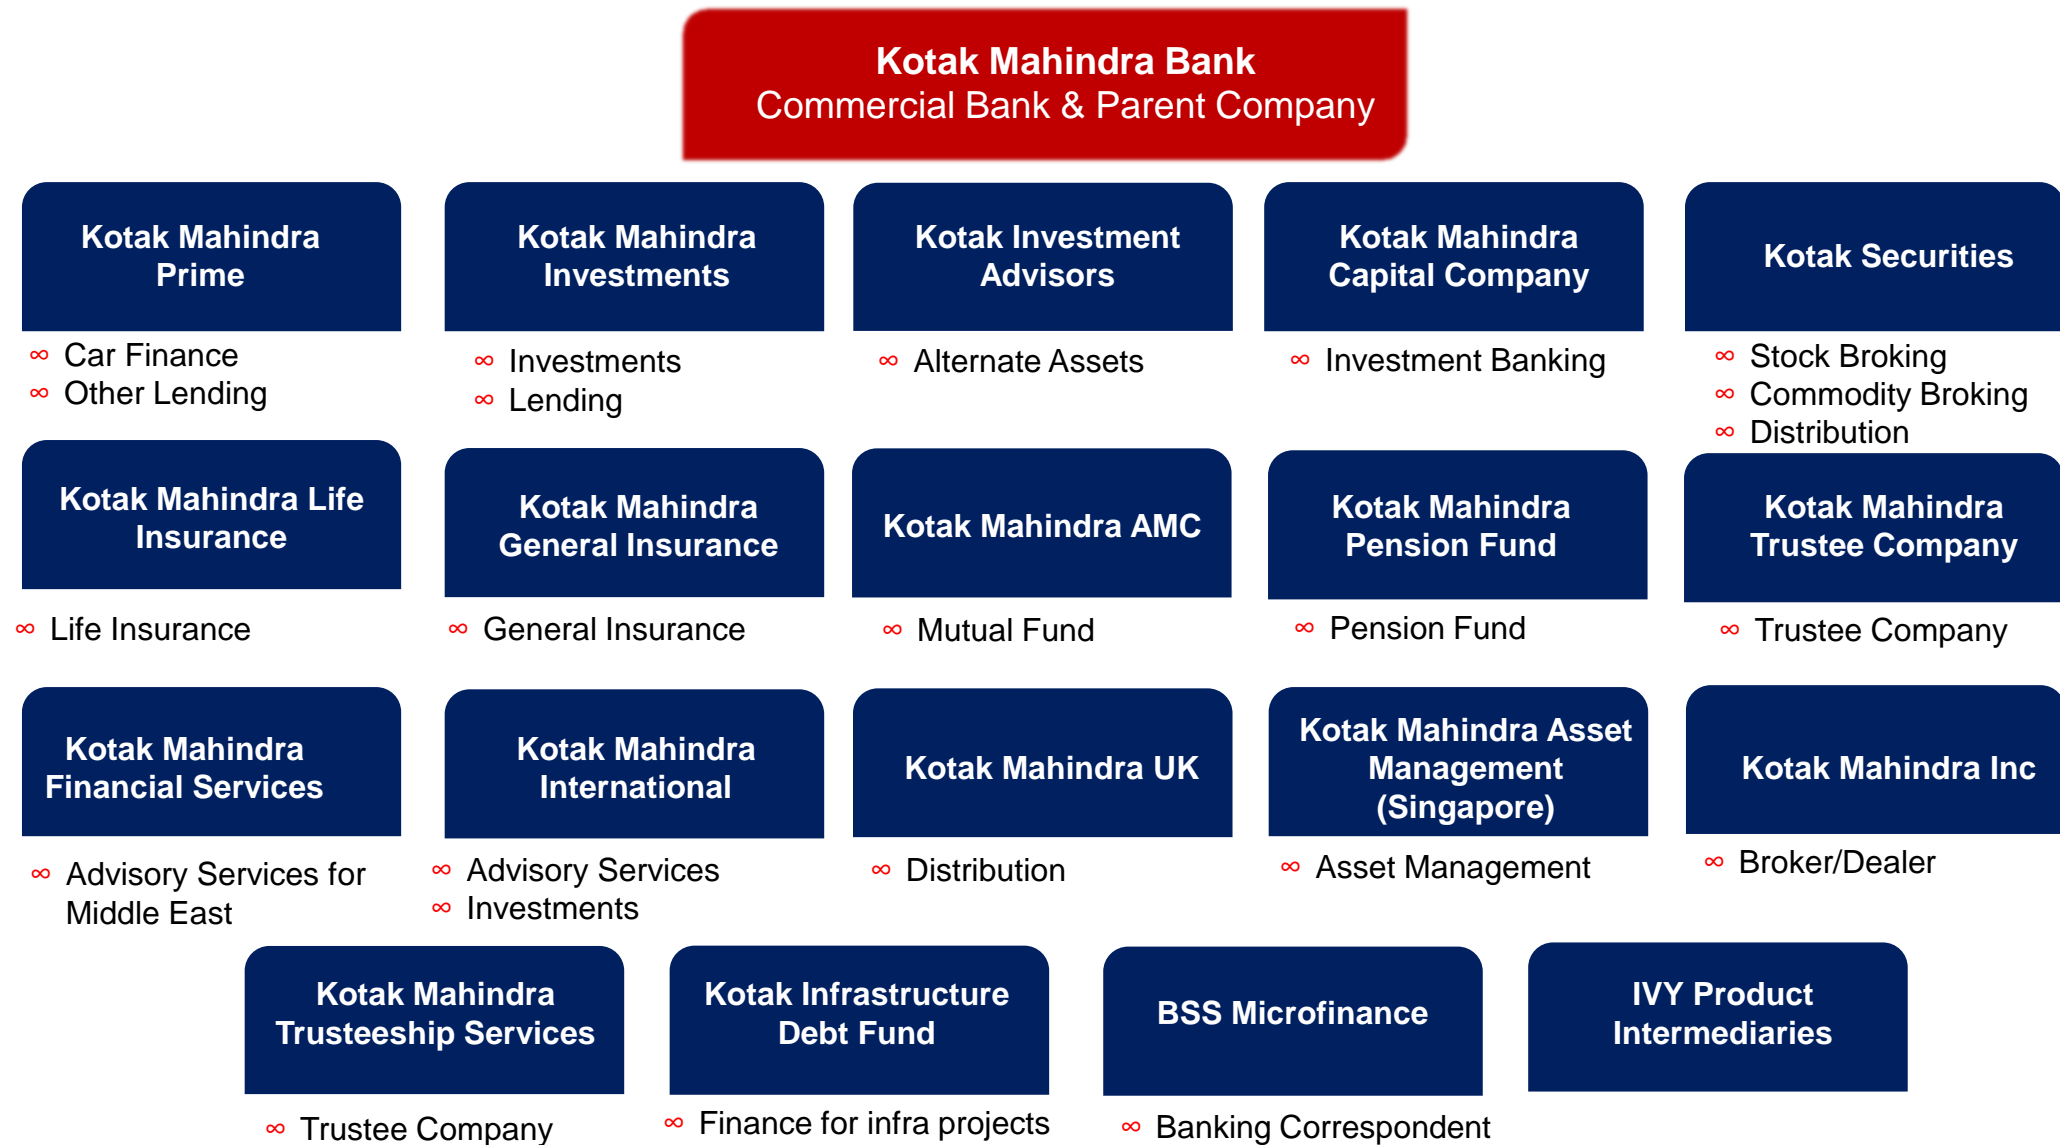 Kotak Mahindra Bank
Commercial Bank & Parent Company
Kotak Mahindra
Prime
∞ Car Finance
∞ Other Lending
Kotak Mahindra
Investments
∞ Investments
∞ Lending
Kotak Investment
Advisors
∞ Alternate Assets
Kotak Mahindra
Capital Company
∞ Investment Banking
Kotak Securities
∞ Stock Broking
∞ Commodity Broking
∞ Distribution
Kotak Mahindra Life
Insurance
∞ Life Insurance
Kotak Mahindra
General Insurance
∞ General Insurance
Kotak Mahindra AMC
∞ Mutual Fund
Kotak Mahindra
Pension Fund
∞ Pension Fund
Kotak Mahindra
Trustee Company
∞ Trustee Company
Kotak Mahindra
Financial Services
∞ Advisory Services for
Middle East
Kotak Mahindra
International
∞ Advisory Services
∞ Investments
Kotak Mahindra UK
∞ Distribution
Kotak Mahindra Asset
Management
(Singapore)
∞ Asset Management
Kotak Mahindra Inc
∞ Broker/Dealer
Kotak Mahindra
Trusteeship Services
∞ Trustee Company
Kotak Infrastructure
Debt Fund
∞ Finance for infra projects
BSS Microfinance
∞ Banking Correspondent
IVY Product
Intermediaries